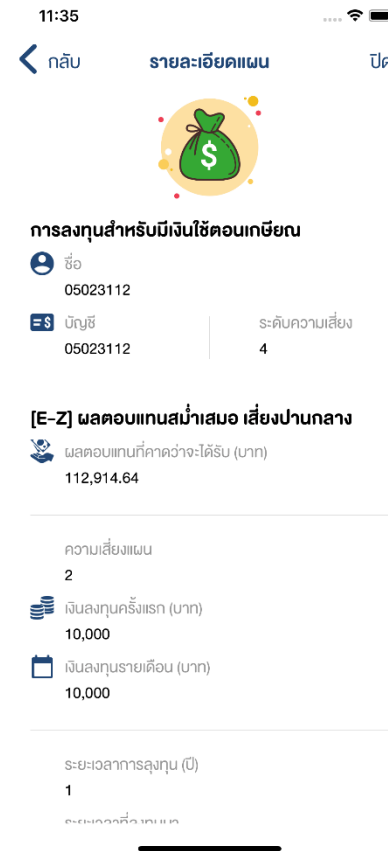 11:35
กลับ รายละเอียดแผน
การลงทุนสำหรับมีเงินใช้ตอนเกษียณ
ชื่อ
05023112
บัญชี ระดับความเสี่ยง
05023112 4
[E-Z] ผลตอบแทนสม่ำเสมอ เสี่ยงปานกลาง
ผลตอบแทนที่คาดว่าจะได้รับ (บาท)
112,914.64
ความเสี่ยงแผน
2
เงินลงทุนครั้งแรก (บาท)
10,000
เงินลงทุนรายเดือน (บาท)
10,000
ระยะเวลาการลงทุน (ปี)
1